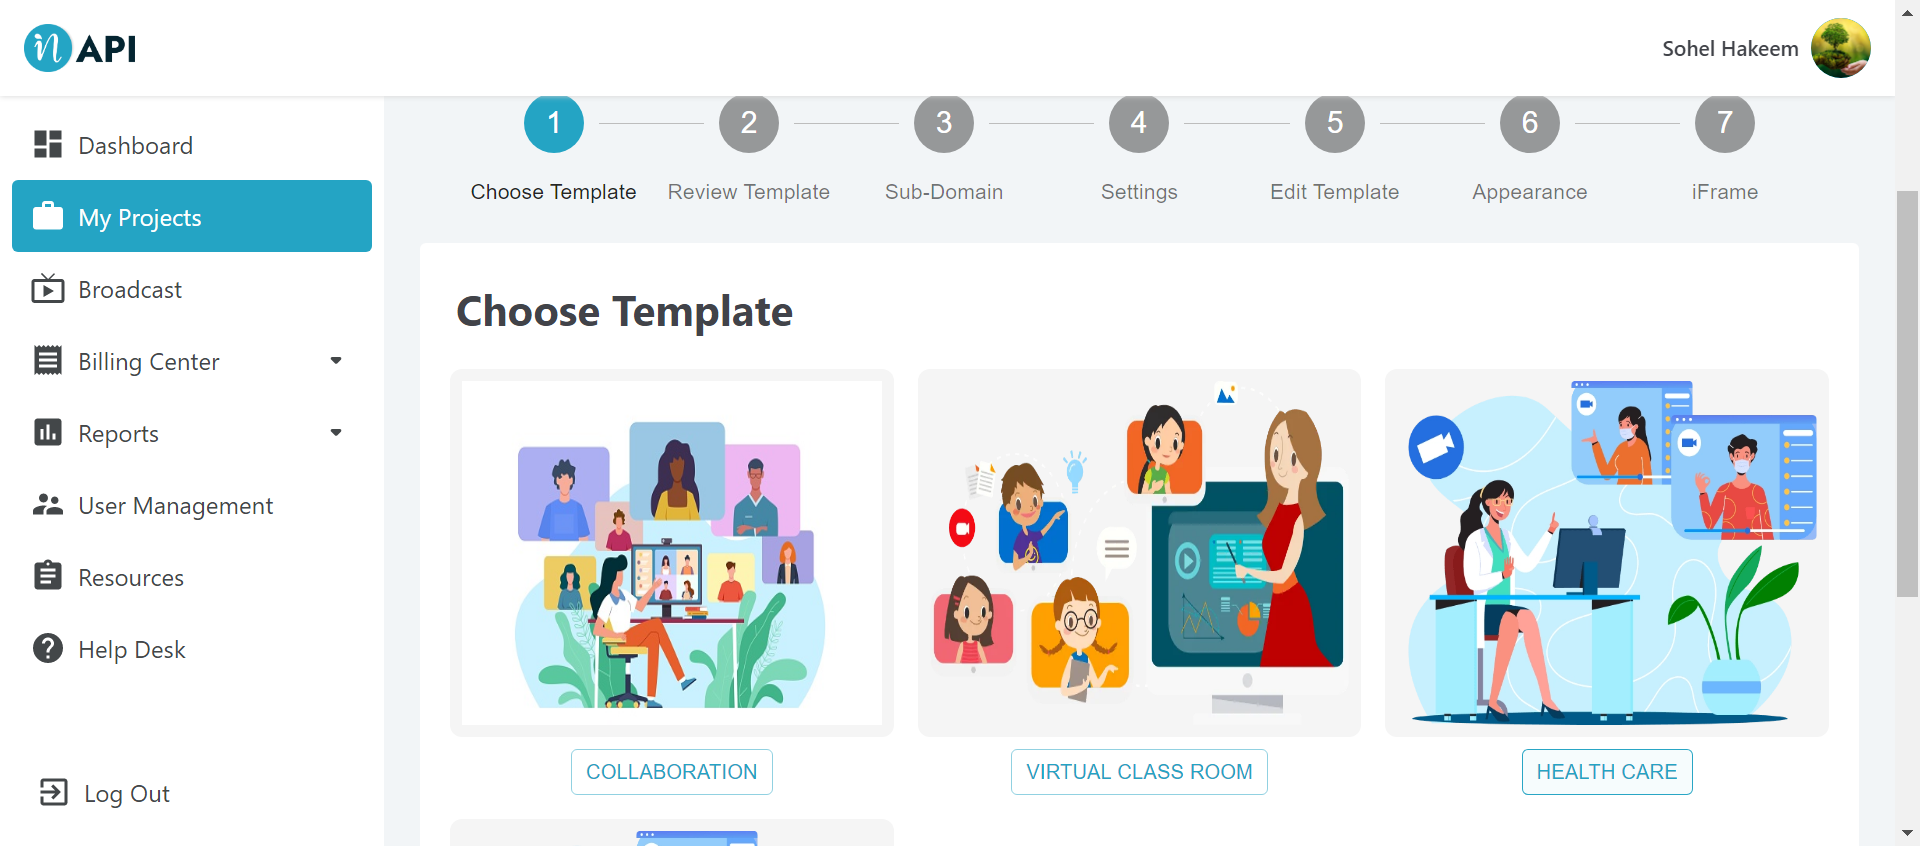 in API
Sohel Hakeem
Dashboard
My Projects
Broadcast
Billing Center
Reports
User Management
Resources
Help Desk
Log Out
1 2 3 4 5 6 7
Choose Template Review Template Sub-Domain Settings Edit Template Appearance iFrame
Choose Template
COLLABORATION VIRTUAL CLASS ROOM HEALTH CARE